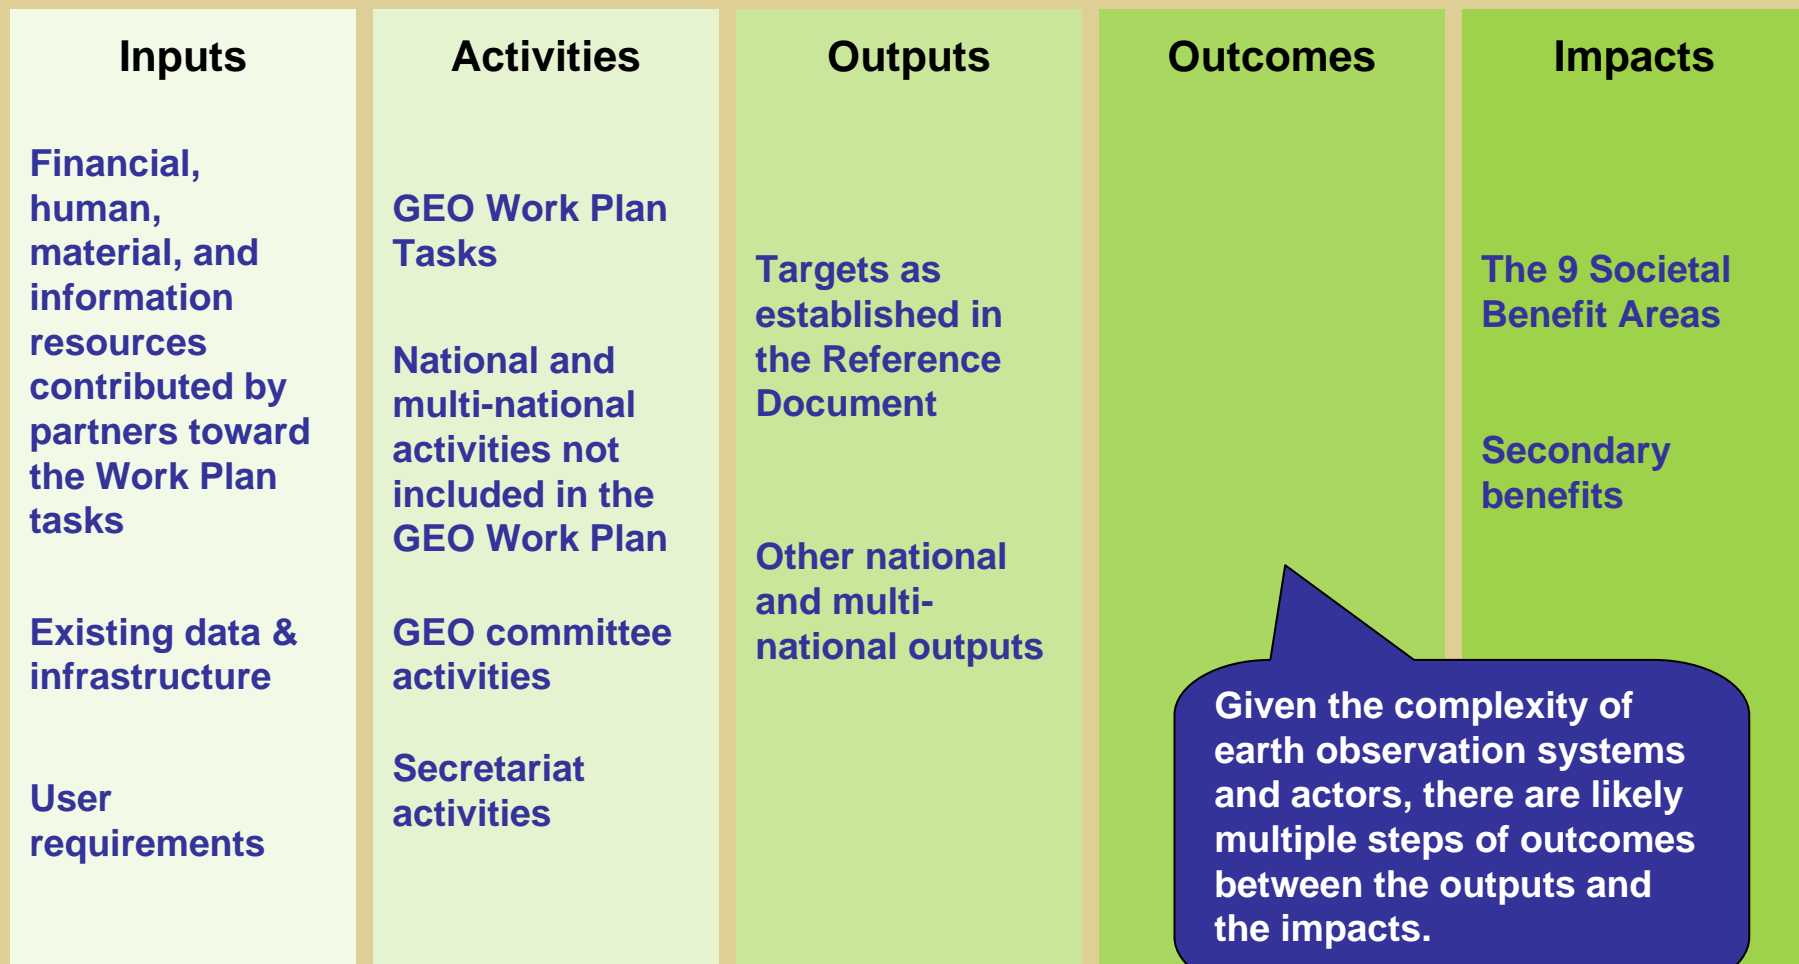 Inputs
Financial,
human,
material, and
information
resources
contributed by
partners toward
the Work Plan
tasks
Existing data &
infrastructure
User
requirements
Activities
GEO Work Plan
Tasks
National and
multi-national
activities not
included in the
GEO Work Plan
GEO committee
activities
Secretariat
activities
Outputs
Targets as
established in
the Reference
Document
Other national
and multi-
national outputs
Outcomes
Impacts
The 9 Societal
Benefit Areas
Secondary
benefits
Given the complexity of
earth observation systems
and actors, there are likely
multiple steps of outcomes
between the outputs and
the impacts.